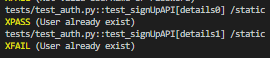 tests/test_auth.py::test_signUpAPI[details0] /static
XPASS (User already exist)
tests/test_auth.py::test_signUpAPI[details1] /static
XFAIL (User already exist)